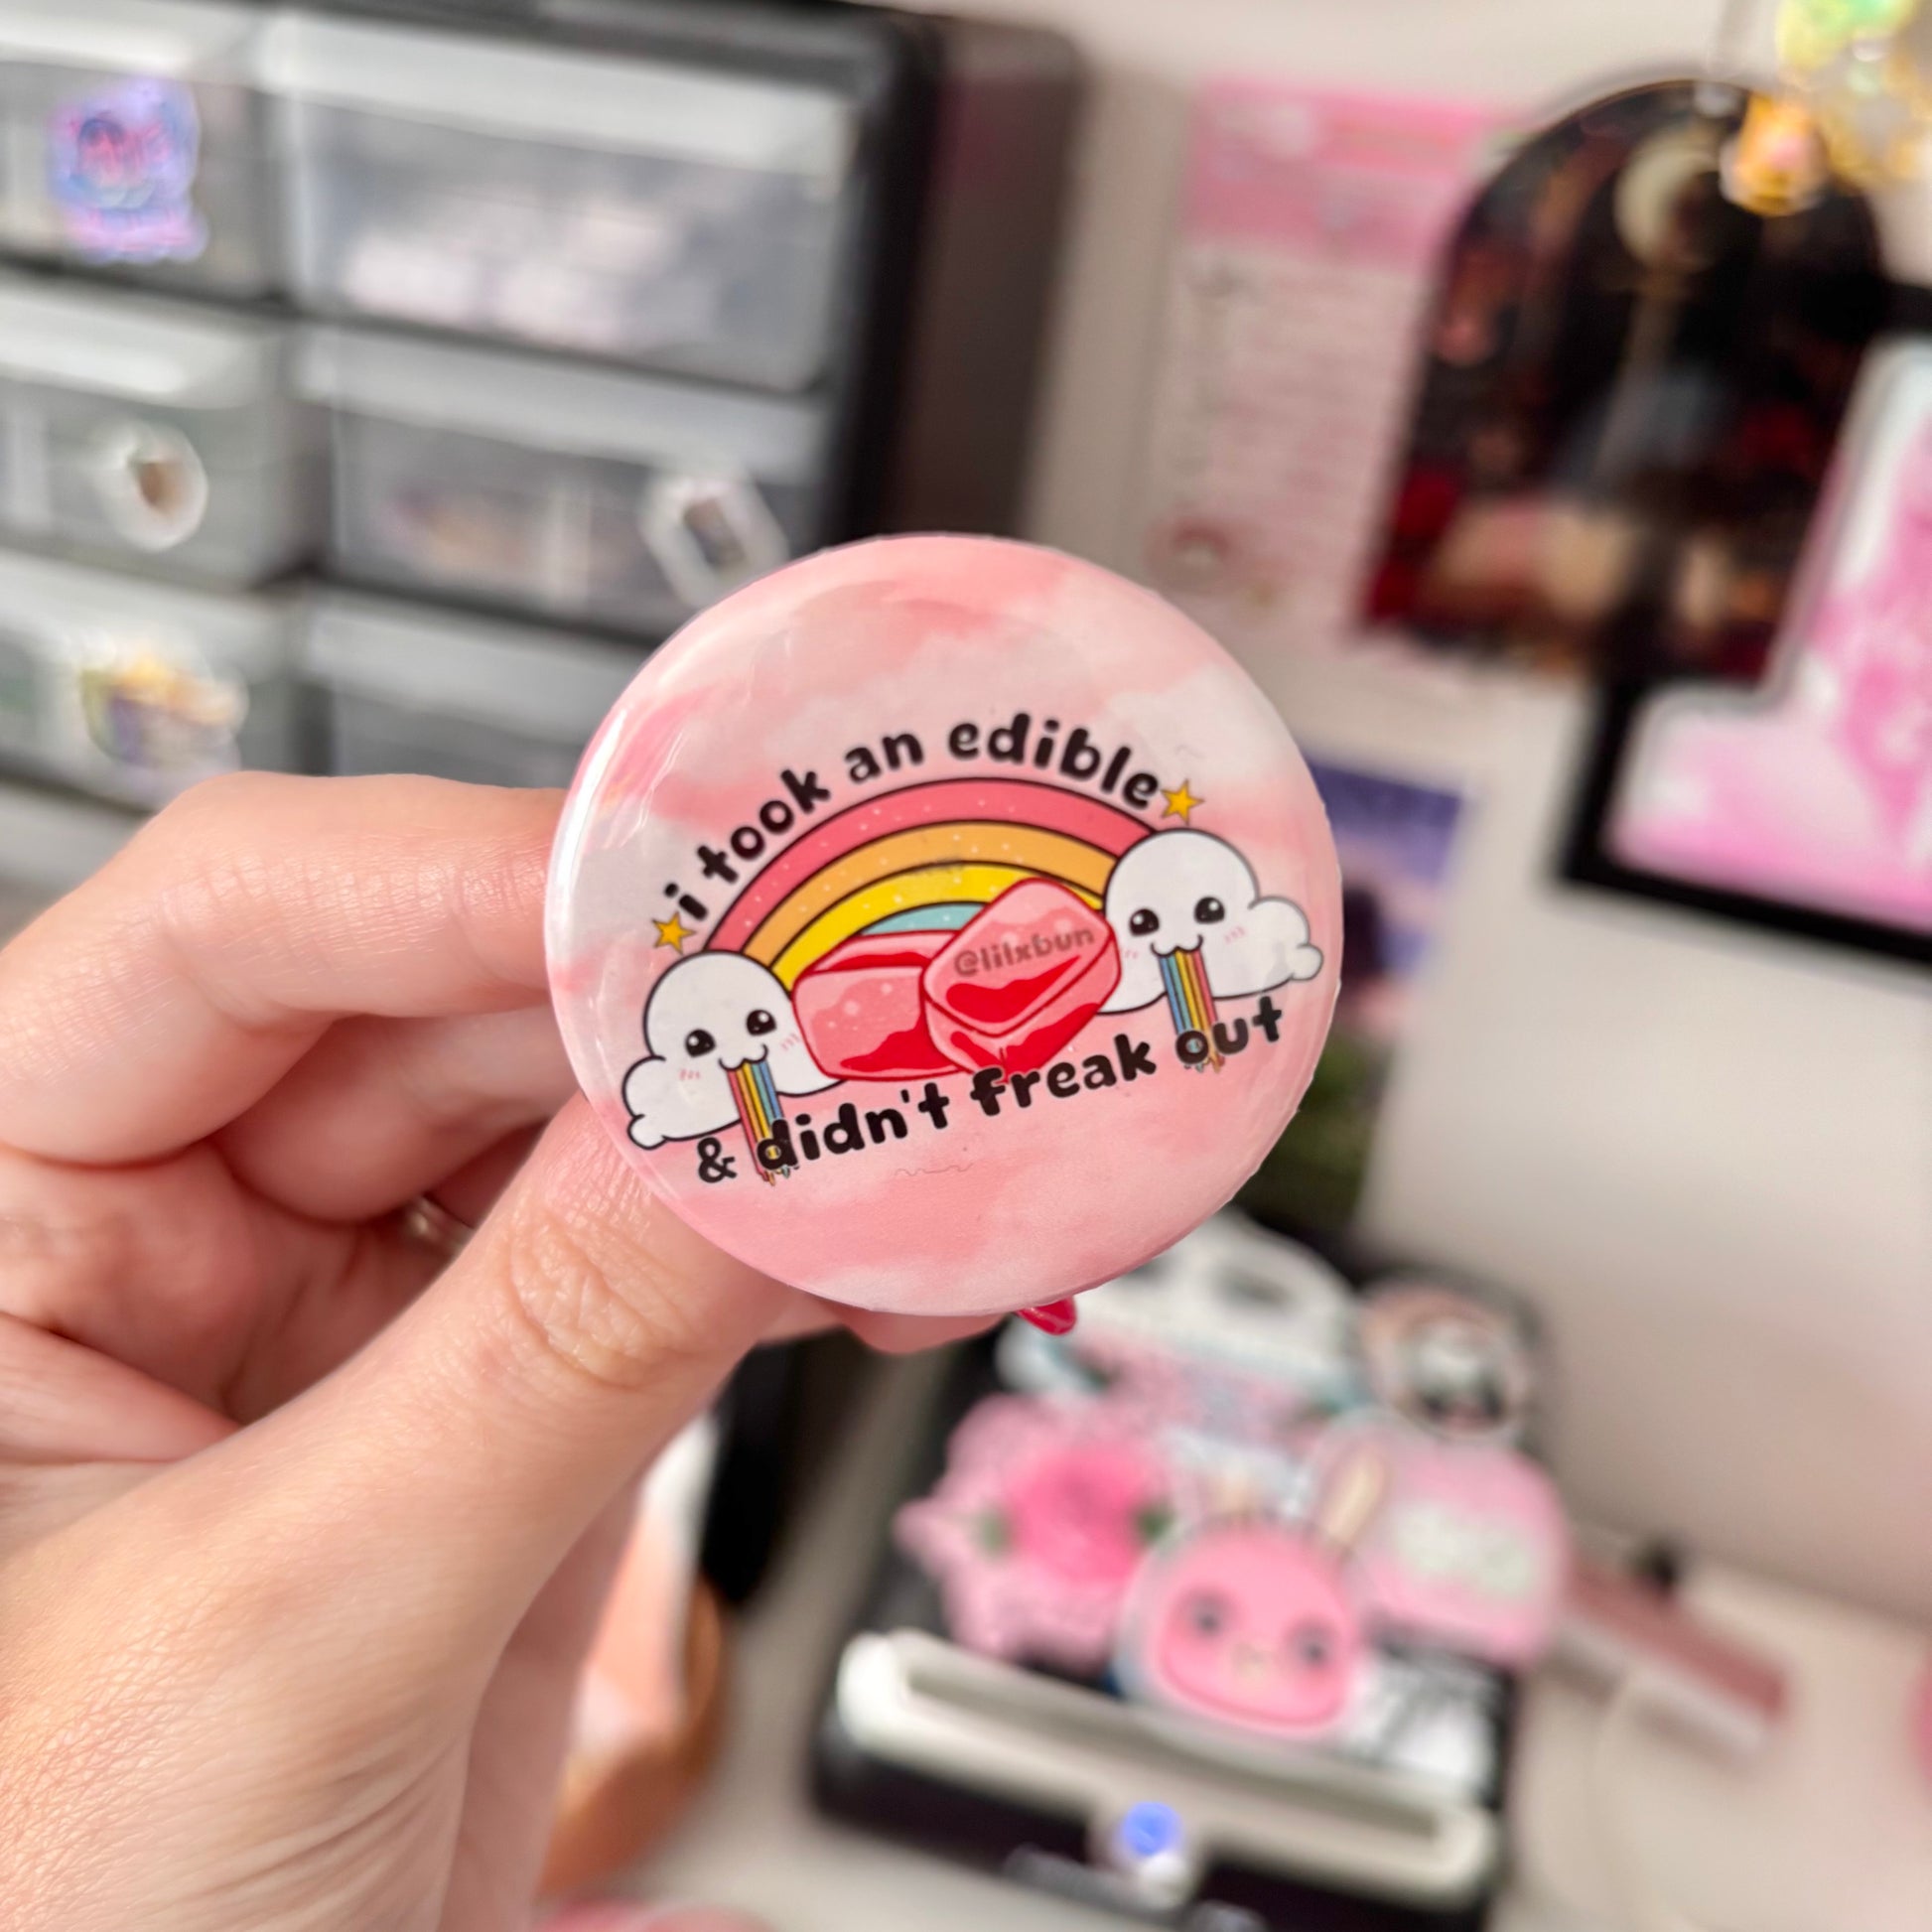 i took an edible
@lilxbun
& didn't freak out